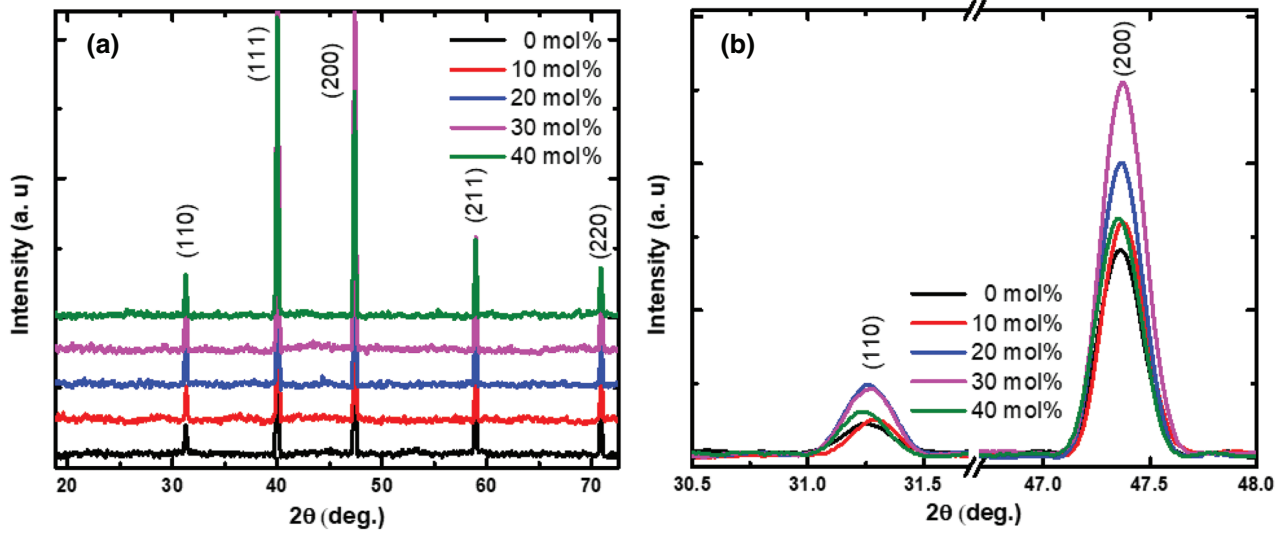 (a)
(111)
(200)
0 mol%
10 mol%
20 mol%
30 mol%
40 mol%
(110)
(211)
(220)
Intensity (a. u)
20 30 40 50 60 70
2θ (deg.)
(b)
(200)
(110)
0 mol%
10 mol%
20 mol%
30 mol%
40 mol%
Intensity (a. u)
30.5 31.0 31.5 47.0 47.5 48.0
2θ (deg.)